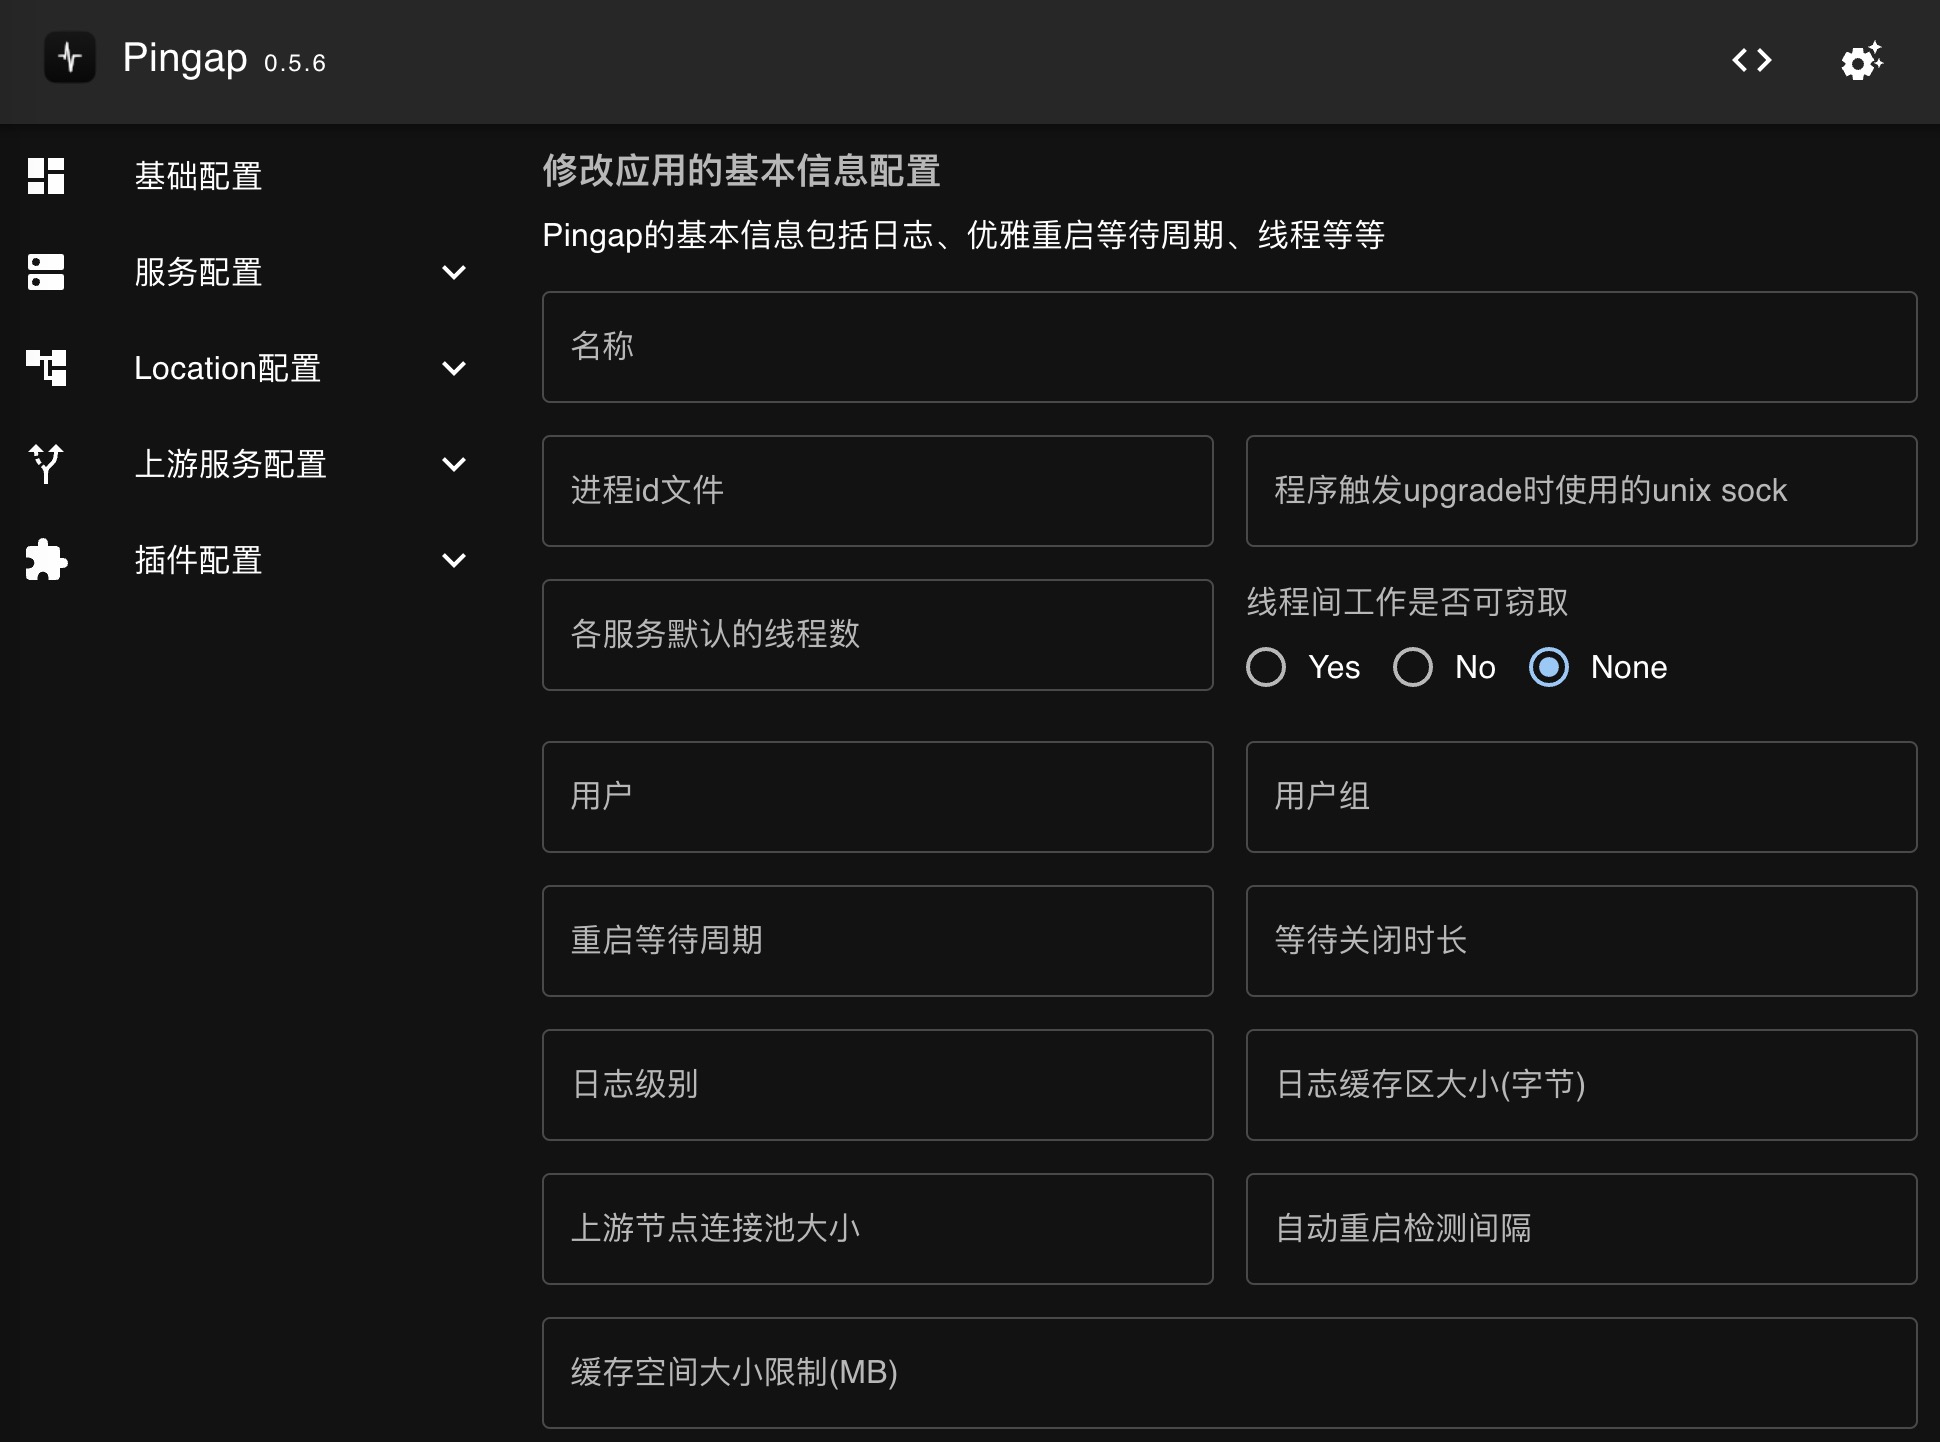 Pingap 0.5.6
基础配置
服务配置
Location配置
上游服务配置
插件配置
修改应用的基本信息配置
Pingap的基本信息包括日志、优雅重启等待周期、线程等等
名称
进程id文件
程序触发upgrade时使用的unix sock
各服务默认的线程数
线程间工作是否可窃取
Yes No None
用户
用户组
重启等待周期
等待关闭时长
日志级别
日志缓存区大小(字节)
上游节点连接池大小
自动重启检测间隔
缓存空间大小限制(MB)